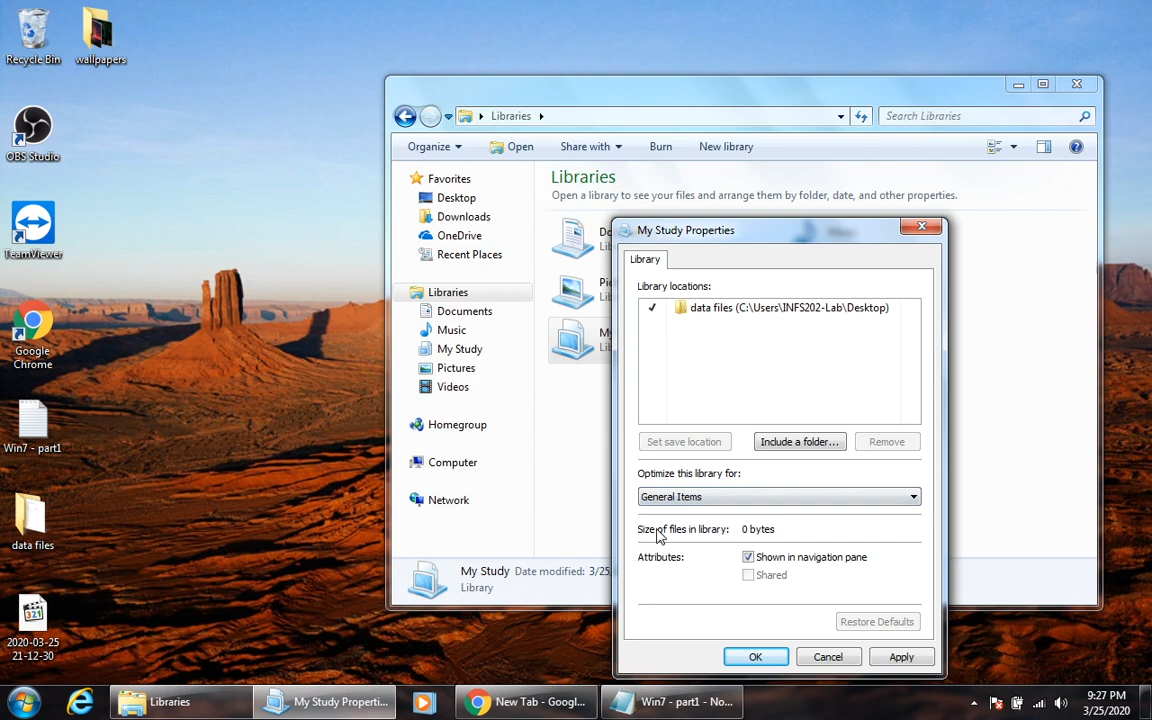 Recycle Bin
wallpapers
OBS Studio
TeamViewer
Google
Chrome
Win7 - part1
data files
2020-03-25
21-12-30
Libraries
Search Libraries
Organize
Open
Share with
Burn
New library
Favorites
Desktop
Downloads
OneDrive
Recent Places
Libraries
Documents
Music
My Study
Pictures
Videos
Homegroup
Computer
Network
Libraries
Open a library to see your files and arrange them by folder, date, and other properties.
My Study Date modified: 3/25
Library
My Study Properties
Library
Library locations:
data files (C:\Users\INFS202-Lab\Desktop)
Set save location
Include a folder...
Remove
Optimize this library for:
General Items
Size of files in library: 0 bytes
Attributes:
Shown in navigation pane
Shared
Restore Defaults
OK
Cancel
Apply
Libraries
My Study Properti...
New Tab - Googl...
Win7 - part1 - No...
9:27 PM
3/25/2020